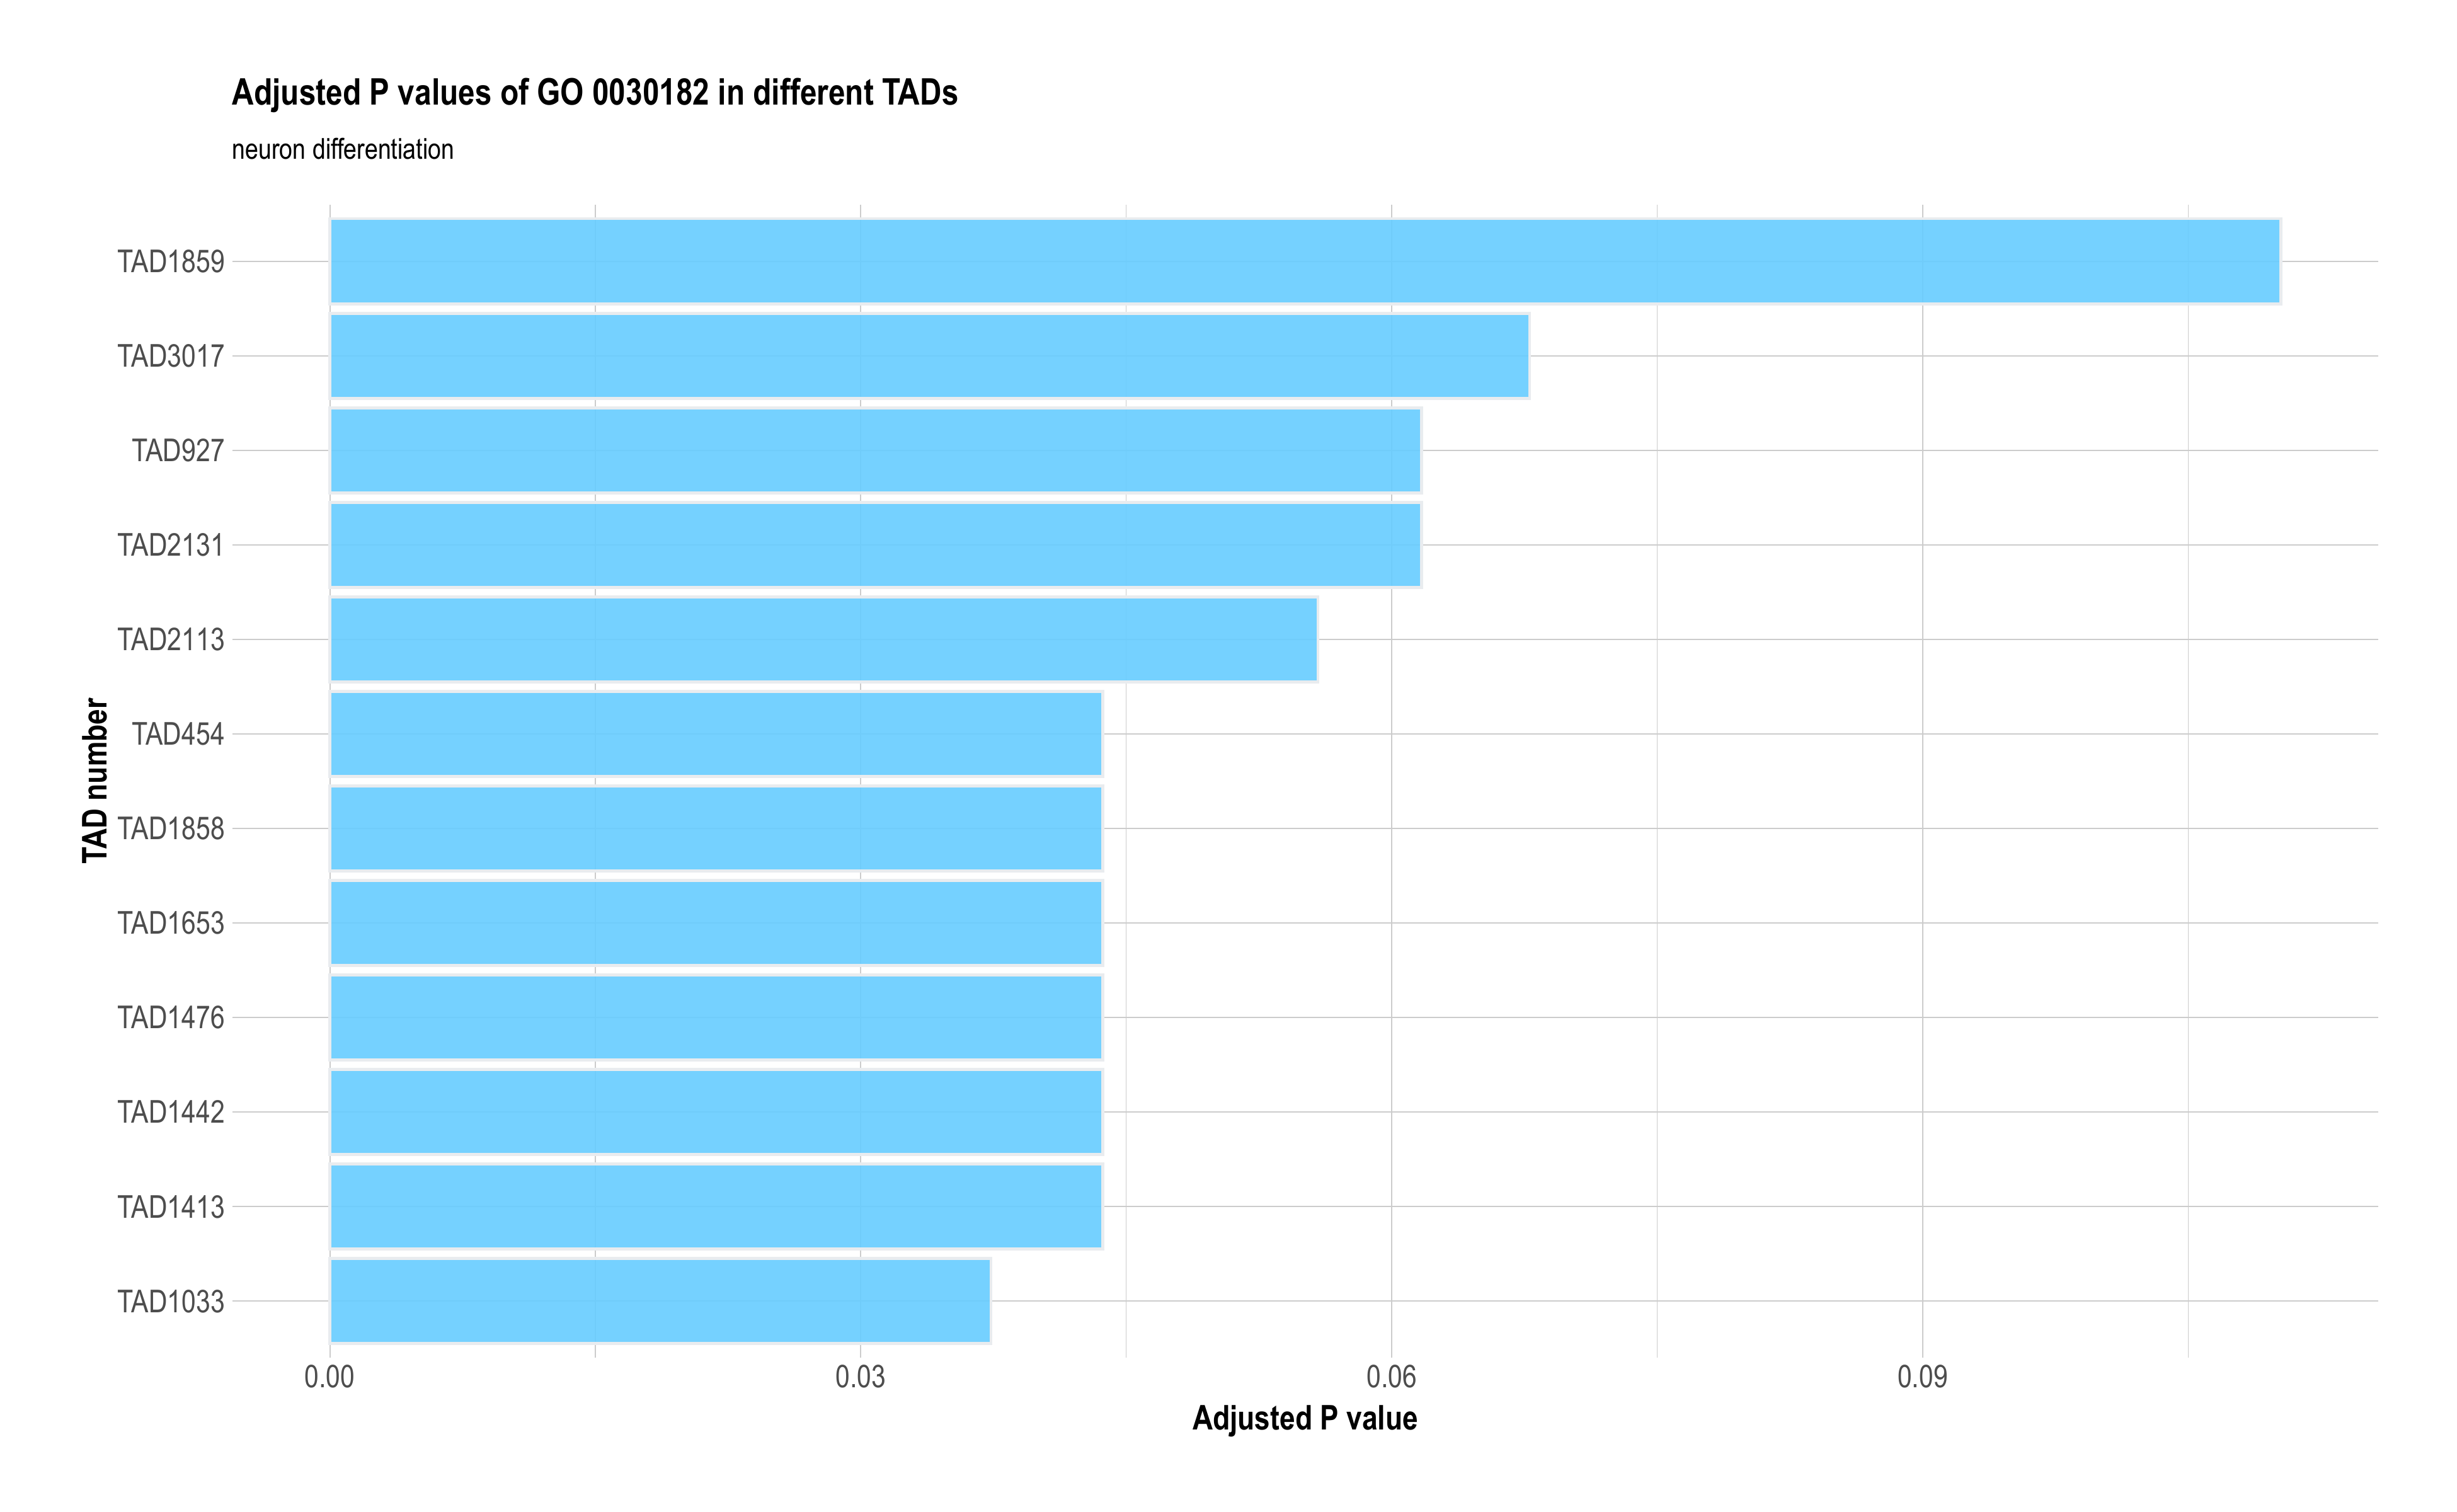 Adjusted P values of GO 0030182 in different TADs
neuron differentiation
TAD1859
TAD3017
TAD927
TAD2131
TAD2113
TAD454
TAD1858
TAD1653
TAD1476
TAD1442
TAD1413
TAD1033
TAD number
0.00 0.03 0.06 0.09
Adjusted P value